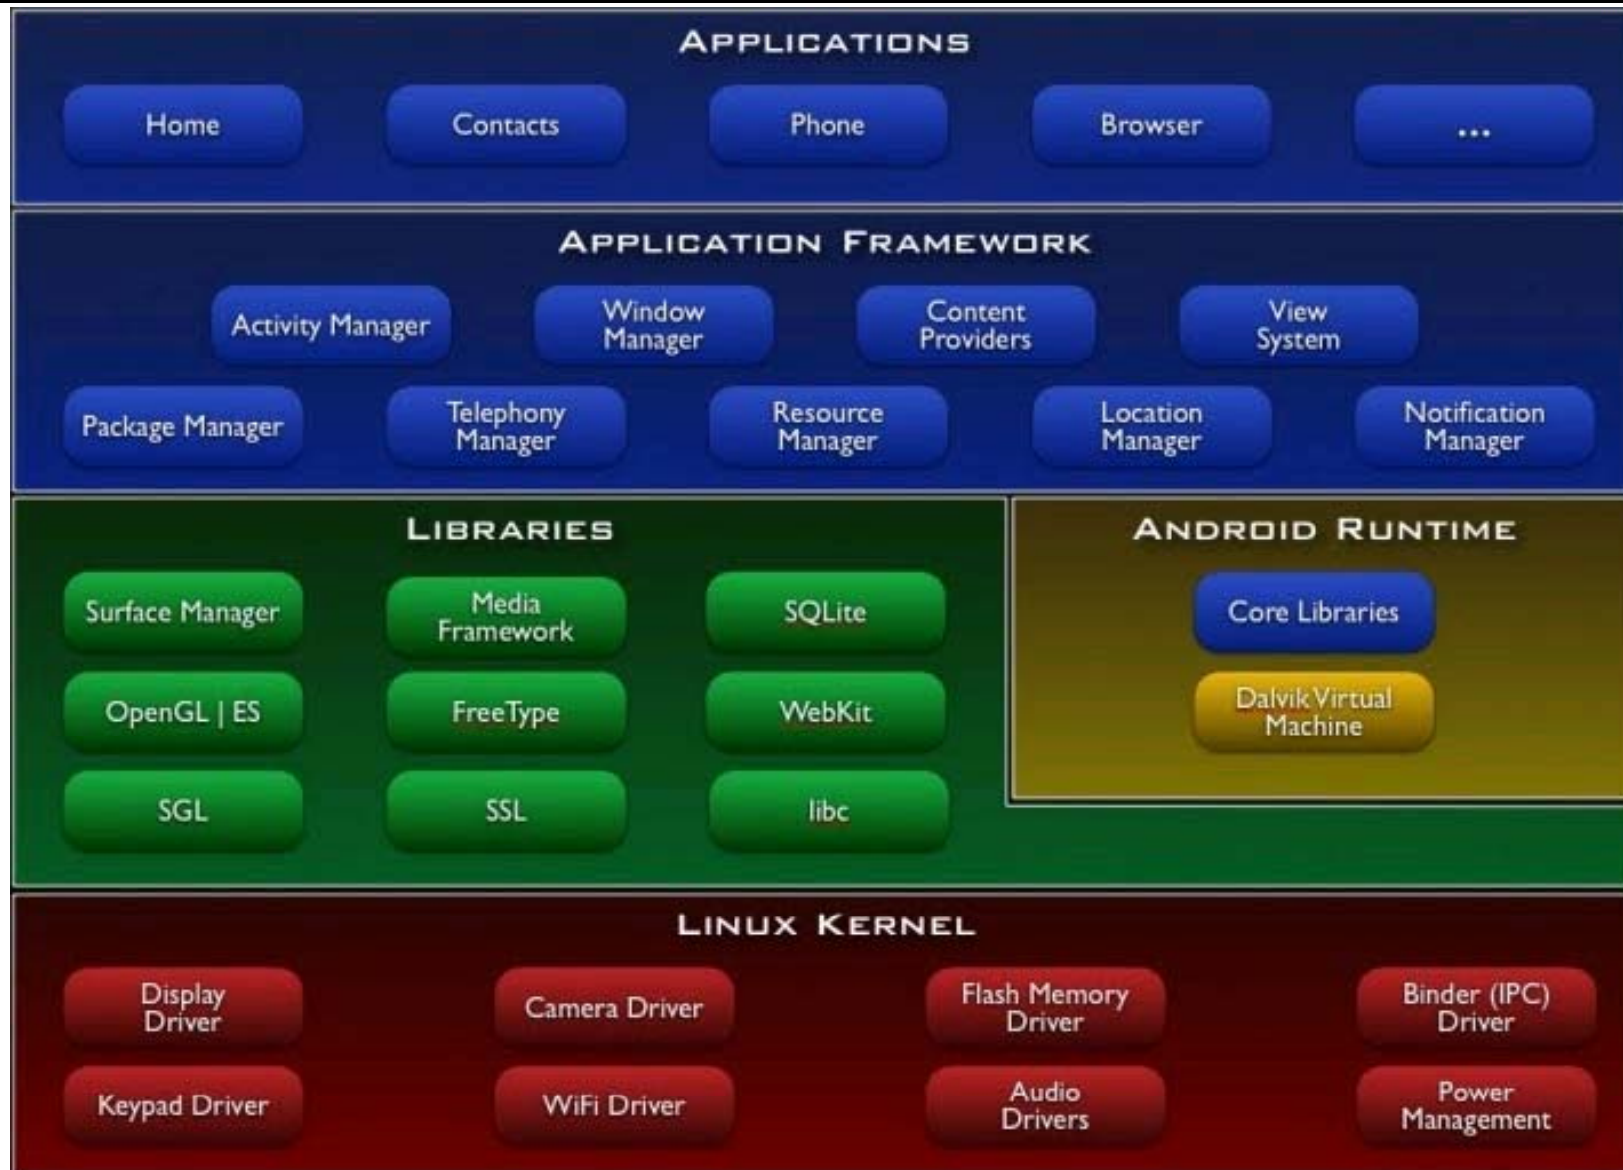 APPLICATIONS
Home
Contacts
Phone
Browser
...
APPLICATION FRAMEWORK
Activity Manager
Window
Manager
Content
Providers
View
System
Package Manager
Telephony
Manager
Resource
Manager
Location
Manager
Notification
Manager
LIBRARIES
Surface Manager
Media
Framework
SQLite
OpenGL | ES
FreeType
WebKit
SGL
SSL
libc
ANDROID RUNTIME
Core Libraries
Dalvik Virtual
Machine
LINUX KERNEL
Display
Driver
Camera Driver
Flash Memory
Driver
Binder (IPC)
Driver
Keypad Driver
WiFi Driver
Audio
Drivers
Power
Management